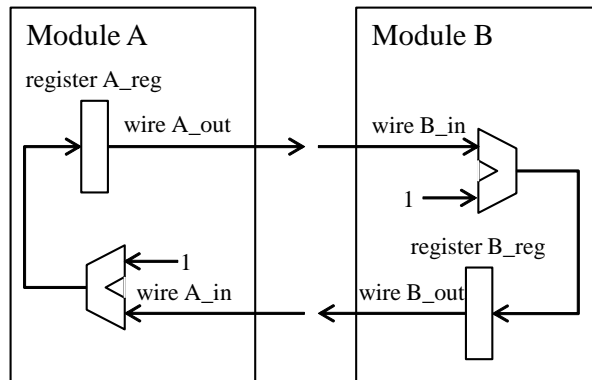 Module A
register A_reg
wire A_out
1
wire A_in
Module B
wire B_in
1
register B_reg
wire B_out